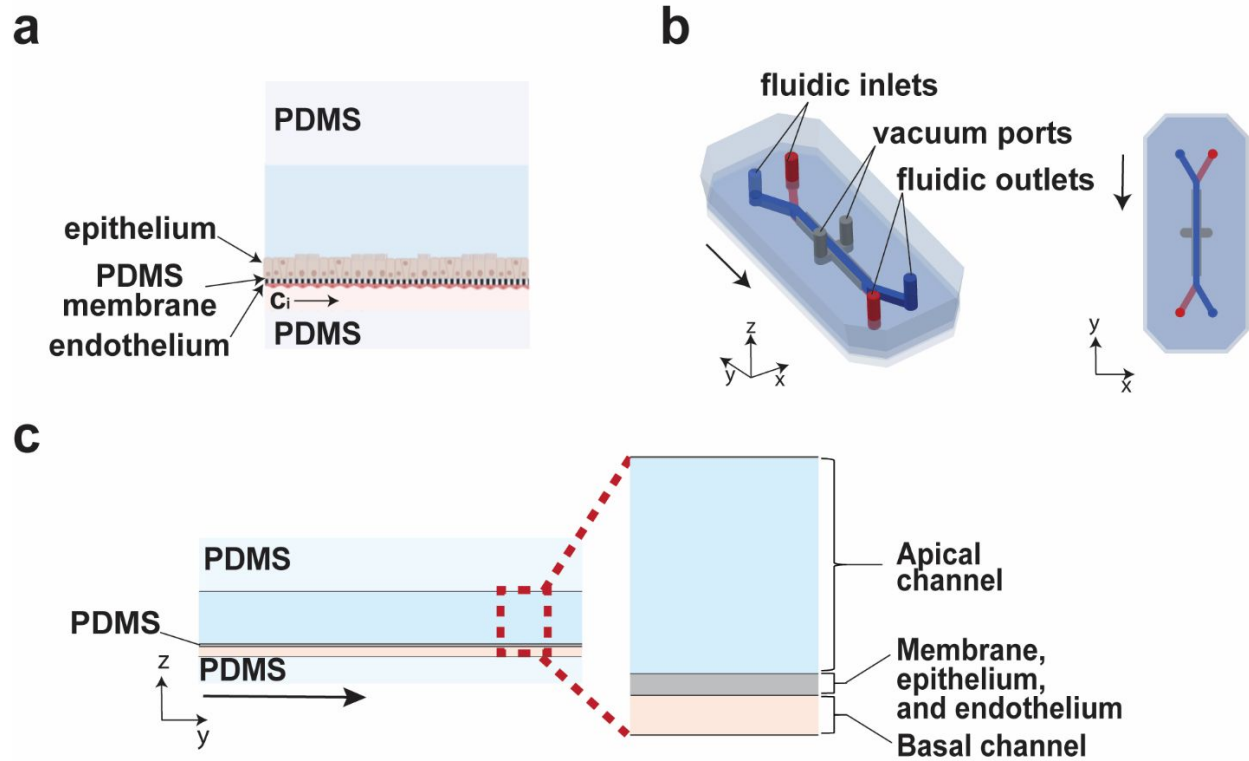 a
PDMS
epithelium
PDMS
membrane
endothelium
Ci
PDMS
b
fluidic inlets
vacuum ports
fluidic outlets
z
y
x
y
x
c
PDMS
PDMS
PDMS
z
y
Apical
channel
Membrane,
epithelium,
and endothelium
Basal channel